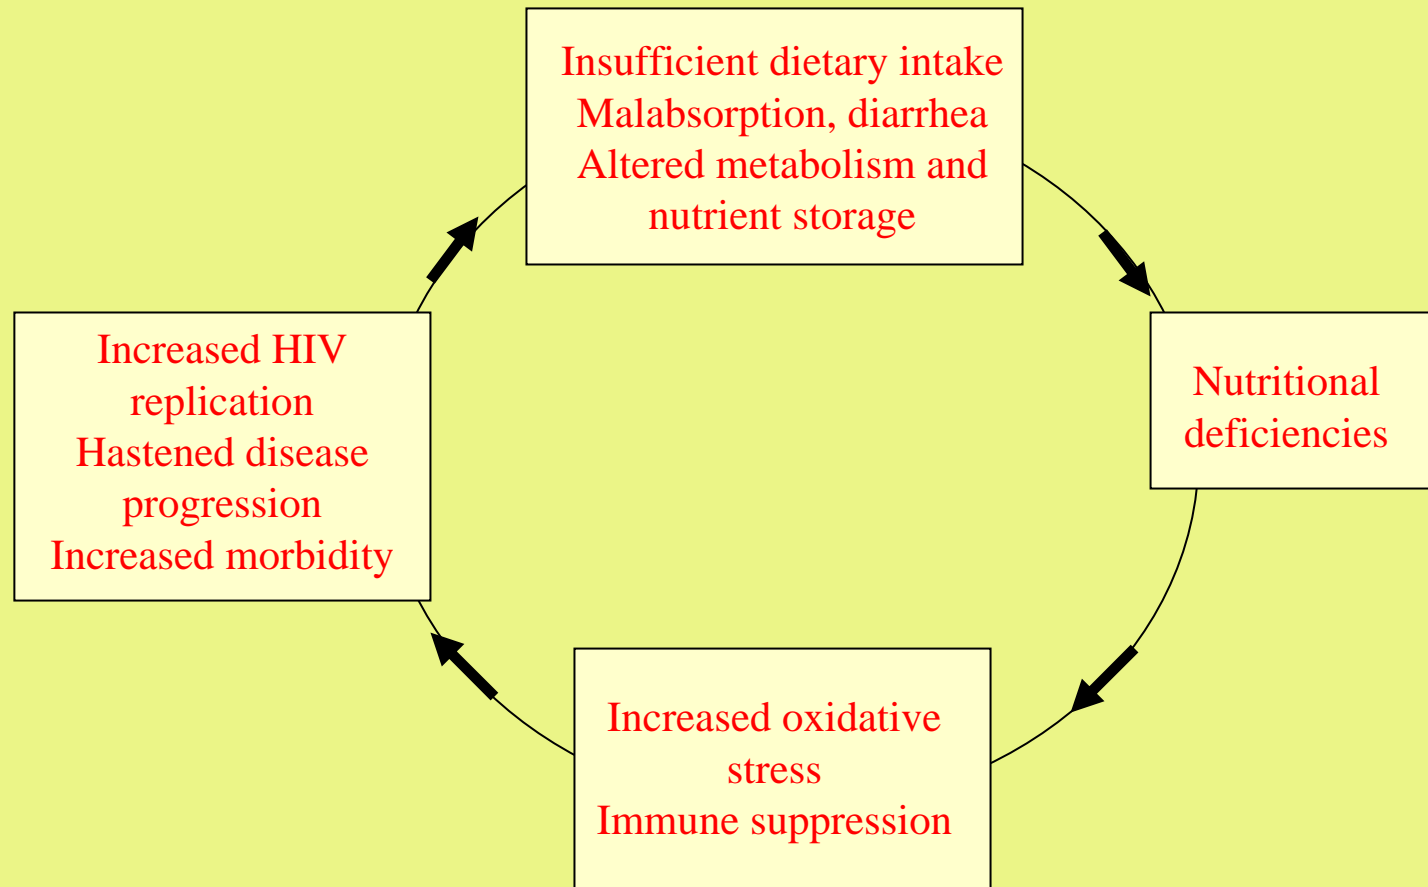 Insufficient dietary intake
Malabsorption, diarrhea
Altered metabolism and
nutrient storage
Nutritional
deficiencies
Increased oxidative
stress
Immune suppression
Increased HIV
replication
Hastened disease
progression
Increased morbidity